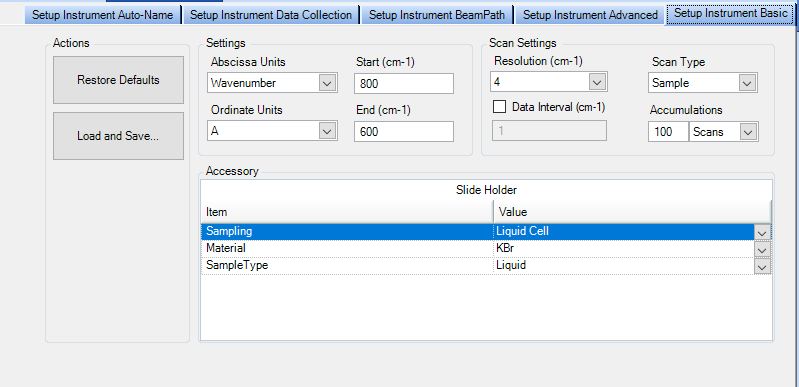 Setup Instrument Auto-Name
Setup Instrument Data Collection
Setup Instrument BeamPath
Setup Instrument Advanced
Setup Instrument Basic
Actions
Restore Defaults
Load and Save...
Settings
Abscissa Units
Start (cm-1)
Wavenumber
800
Ordinate Units
End (cm-1)
A
600
Scan Settings
Resolution (cm-1)
Scan Type
4
Sample
Data Interval (cm-1)
Accumulations
1
100
Scans
Accessory
Slide Holder
Item
Value
Sampling
Liquid Cell
Material
KBr
SampleType
Liquid